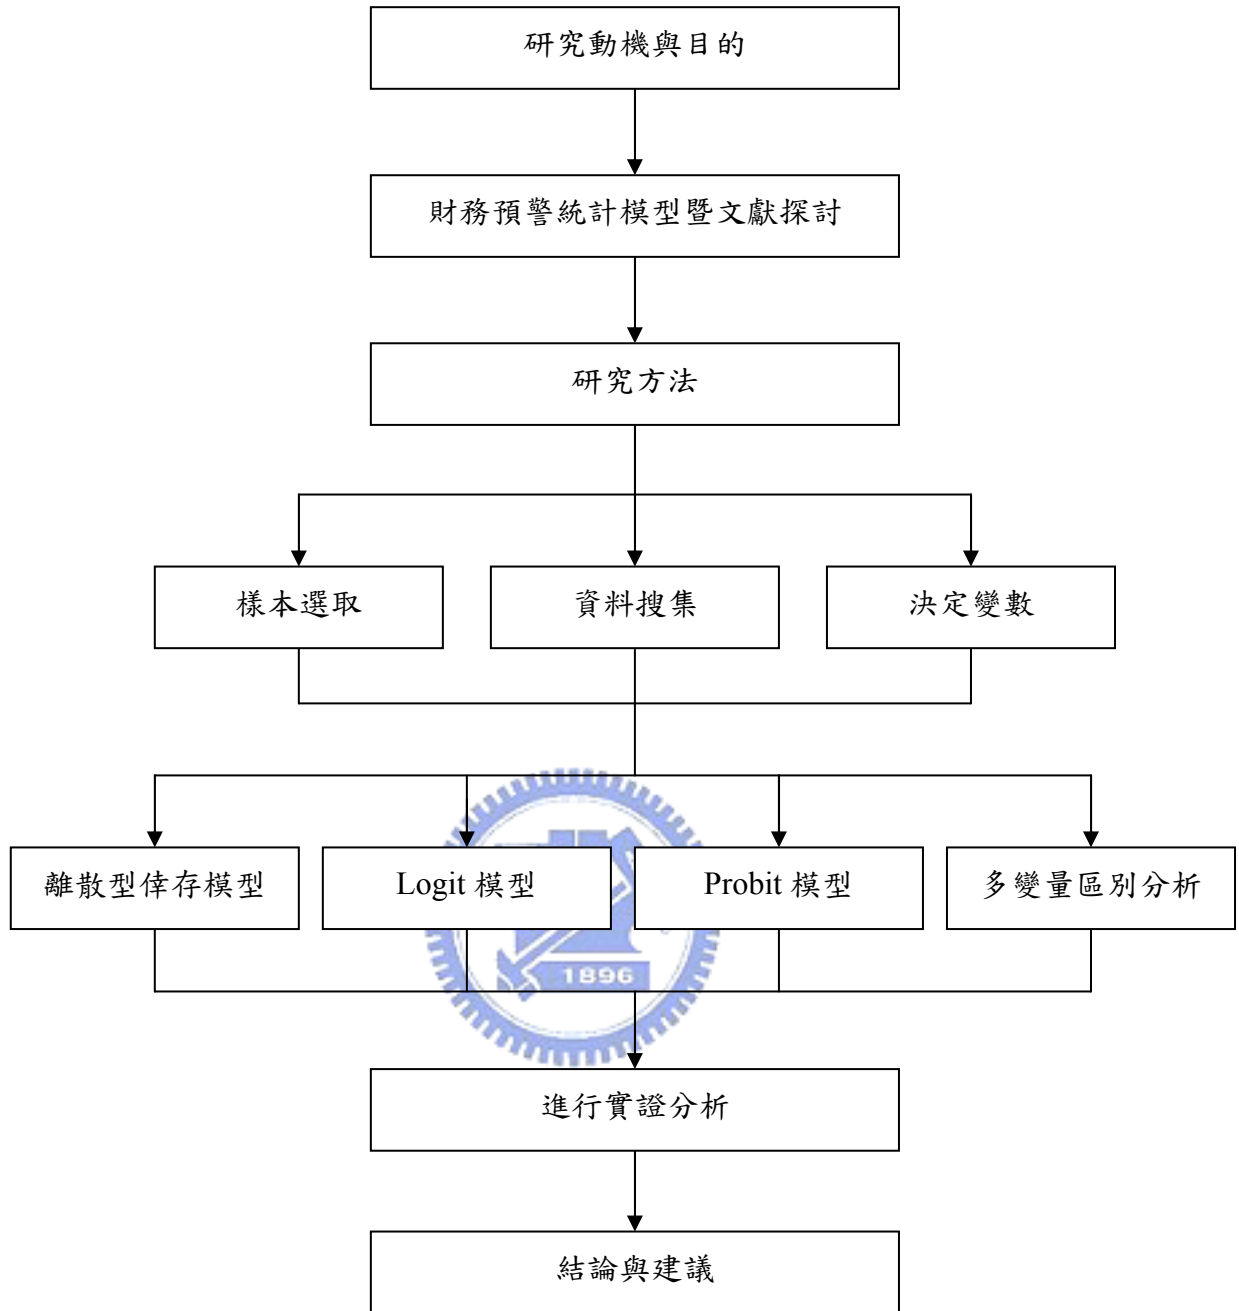 研究動機與目的
財務預警統計模型暨文獻探討
研究方法
樣本選取
資料搜集
決定變數
離散型倖存模型
Logit 模型
Probit 模型
多變量區別分析
1896
進行實證分析
結論與建議